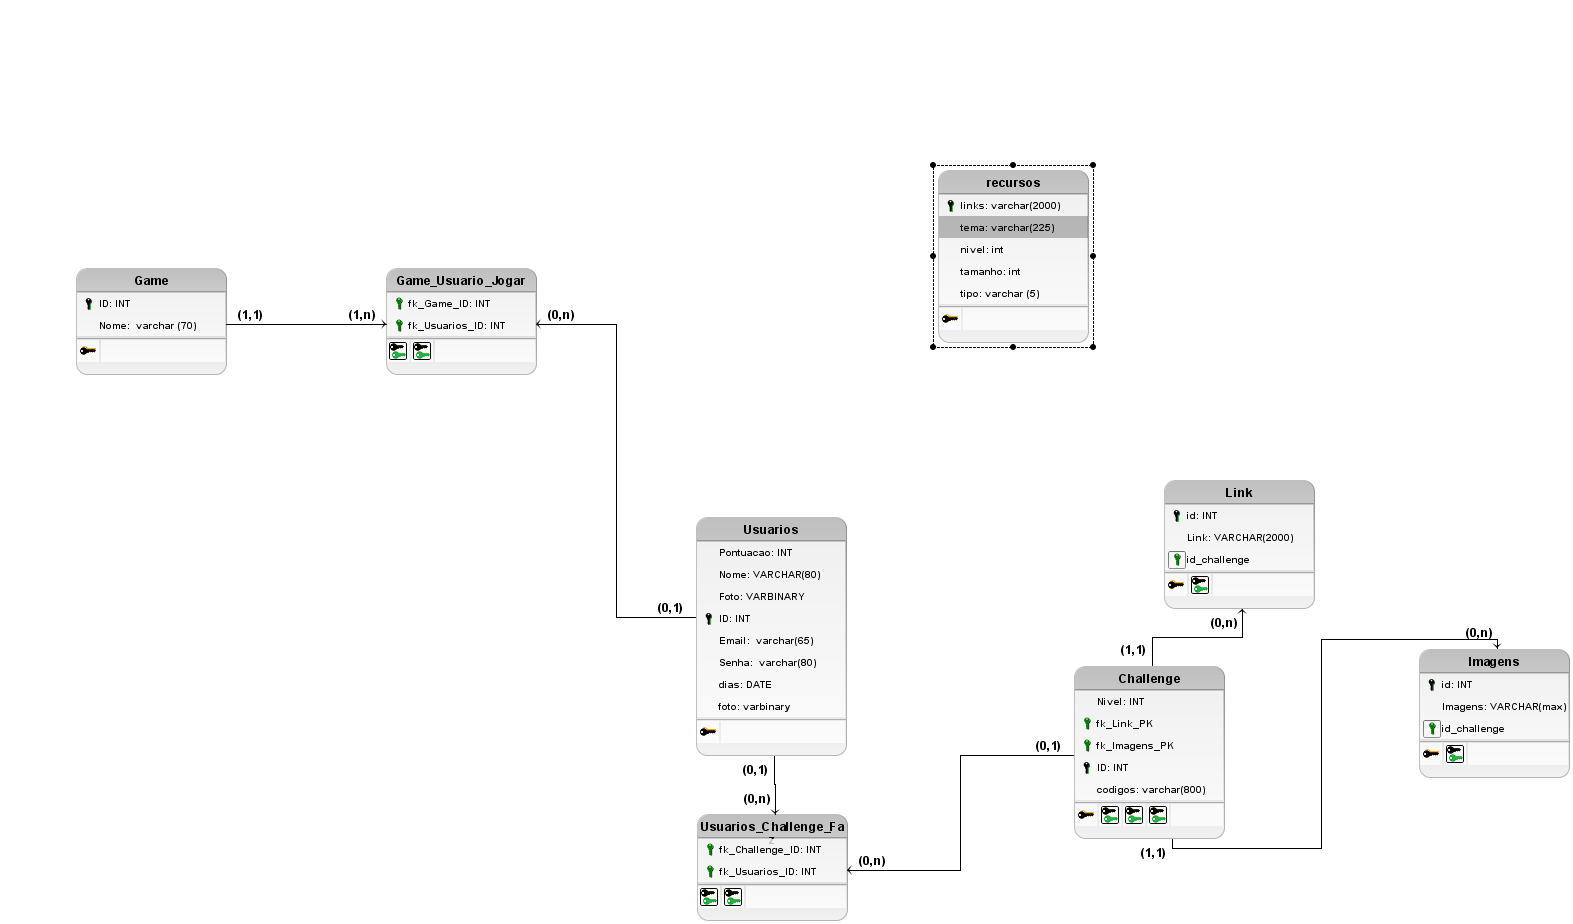 recursos
links: varchar(2000)
tema: varchar(225)
nivel: int
tamanho: int
tipo: varchar (5)
Game
ID: INT
Nome: varchar (70)
(1,1)
(1,n)
Game_Usuario_Jogar
fk_Game_ID: INT
fk_Usuarios_ID: INT
(0,n)
Usuarios
Pontuacao: INT
Nome: VARCHAR(80)
Foto: VARBINARY
ID: INT
Email: varchar(65)
Senha: varchar(80)
dias: DATE
foto: varbinary
(0,1)
(0,1)
(0,n)
Usuarios_Challenge_Fa
z
fk_Challenge_ID: INT
fk_Usuarios_ID: INT
(0,n)
(0,1)
Link
id: INT
Link: VARCHAR(2000)
id_challenge
(0,n)
(1,1)
Challenge
Nivel: INT
fk_Link_PK
fk_Imagens_PK
ID: INT
codigos: varchar(800)
(1,1)
(0,n)
Imagens
id: INT
Imagens: VARCHAR(max)
id_challenge